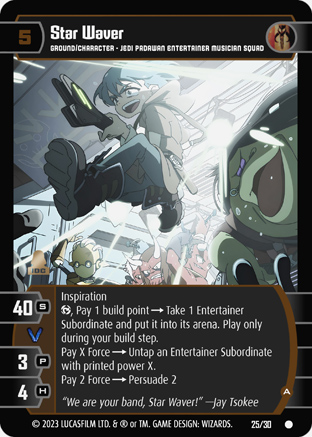 5
Star Waver
GROUND/CHARACTER - JEDI PADAWAN ENTERTAINER MUSICIAN SQUAD
IDC
40 S
V
3 P
4 H
Inspiration
, Pay 1 build point → Take 1 Entertainer
Subordinate and put it into its arena. Play only
during your build step.
Pay X Force → Untap an Entertainer Subordinate
with printed power X.
Pay 2 Force → Persuade 2
“We are your band, Star Waver!” —Jay Tsokee
A
© 2023 LUCASFILM LTD. & ® or TM. GAME DESIGN: WIZARDS.
25/30